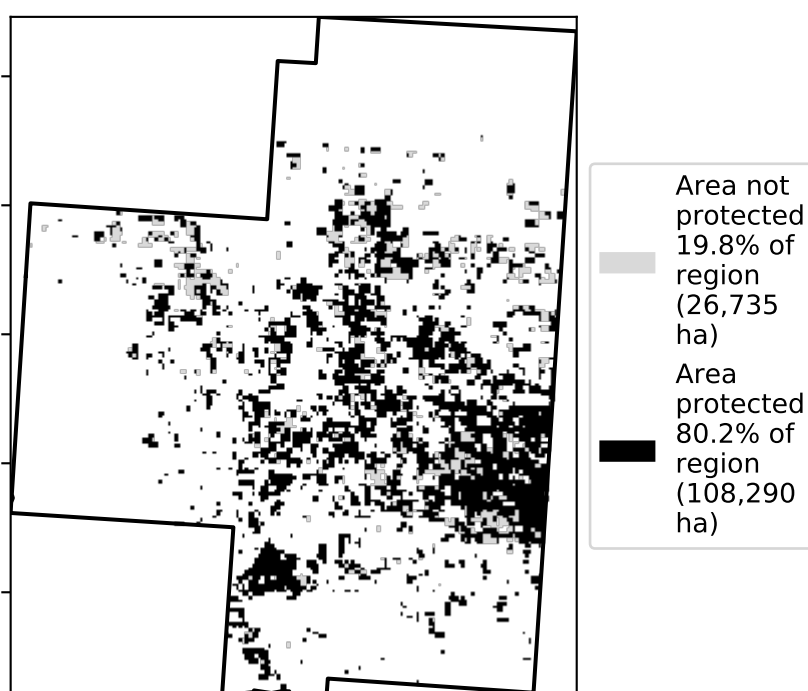 Area not
protected
19.8% of
region
(26,735
ha)
Area
protected
80.2% of
region
(108,290
ha)